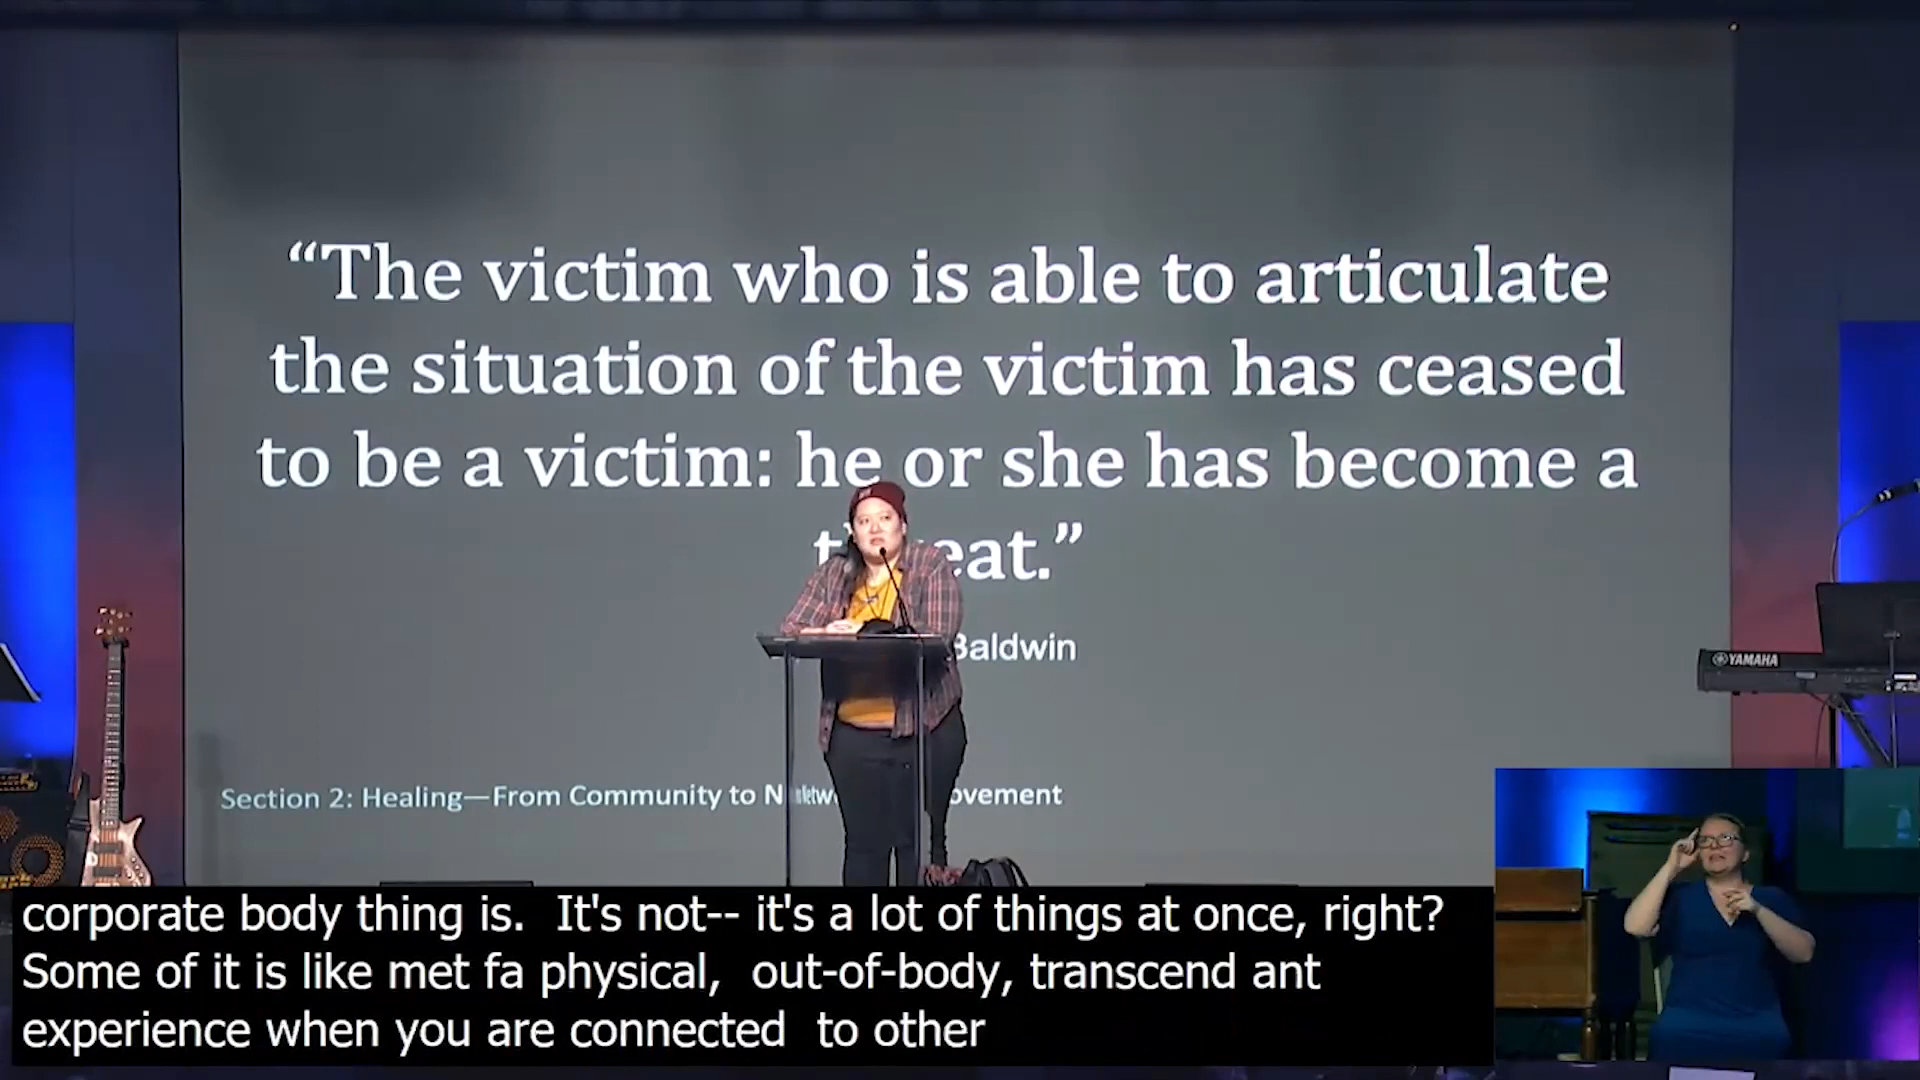 “The victim who is able to articulate
the situation of the victim has ceased
to be a victim: he or she has become a
eat.”
Baldwin
YAMAHA
Section 2: Healing—From Community to ovement
corporate body thing is. It's not-- it's a lot of things at once, right?
Some of it is like met fa physical, out-of-body, transcend ant
experience when you are connected to other